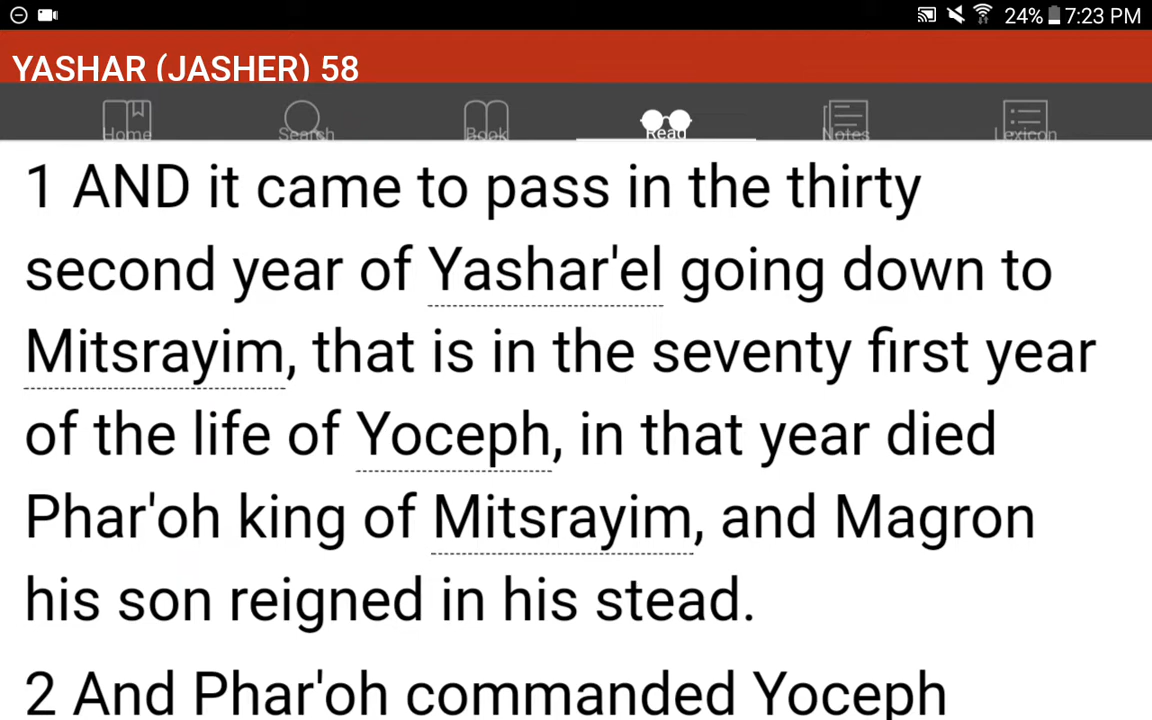 24% 7:23 PM
YASHAR (JASHER) 58
Home Search Book Read Notes Lexicon
1 AND it came to pass in the thirty
second year of Yashar'el going down to
Mitsrayim, that is in the seventy first year
of the life of Yoceph, in that year died
Phar'oh king of Mitsrayim, and Magron
his son reigned in his stead.
2 And Phar'oh commanded Yoceph